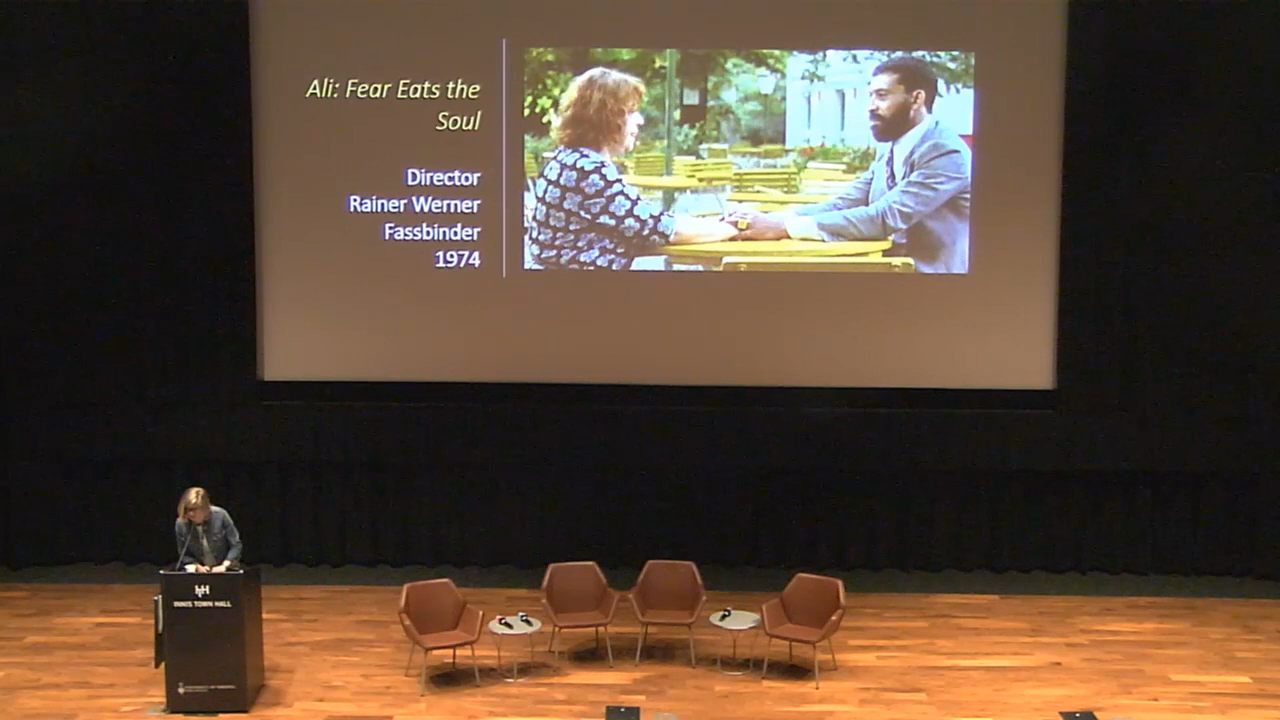 Ali: Fear Eats the
Soul
Director
Rainer Werner
Fassbinder
1974
INNIS TOWN HALL